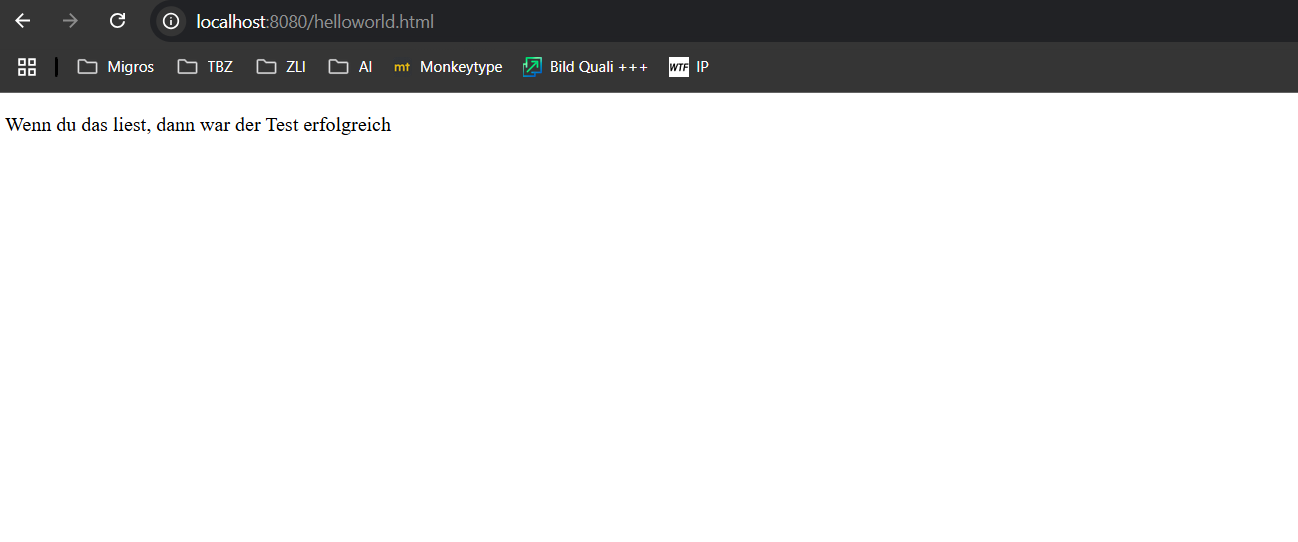 localhost:8080/helloworld.html
Migros TBZ ZLI AI mt Monkeytype Bild Quali +++ WTF IP
Wenn du das liest, dann war der Test erfolgreich